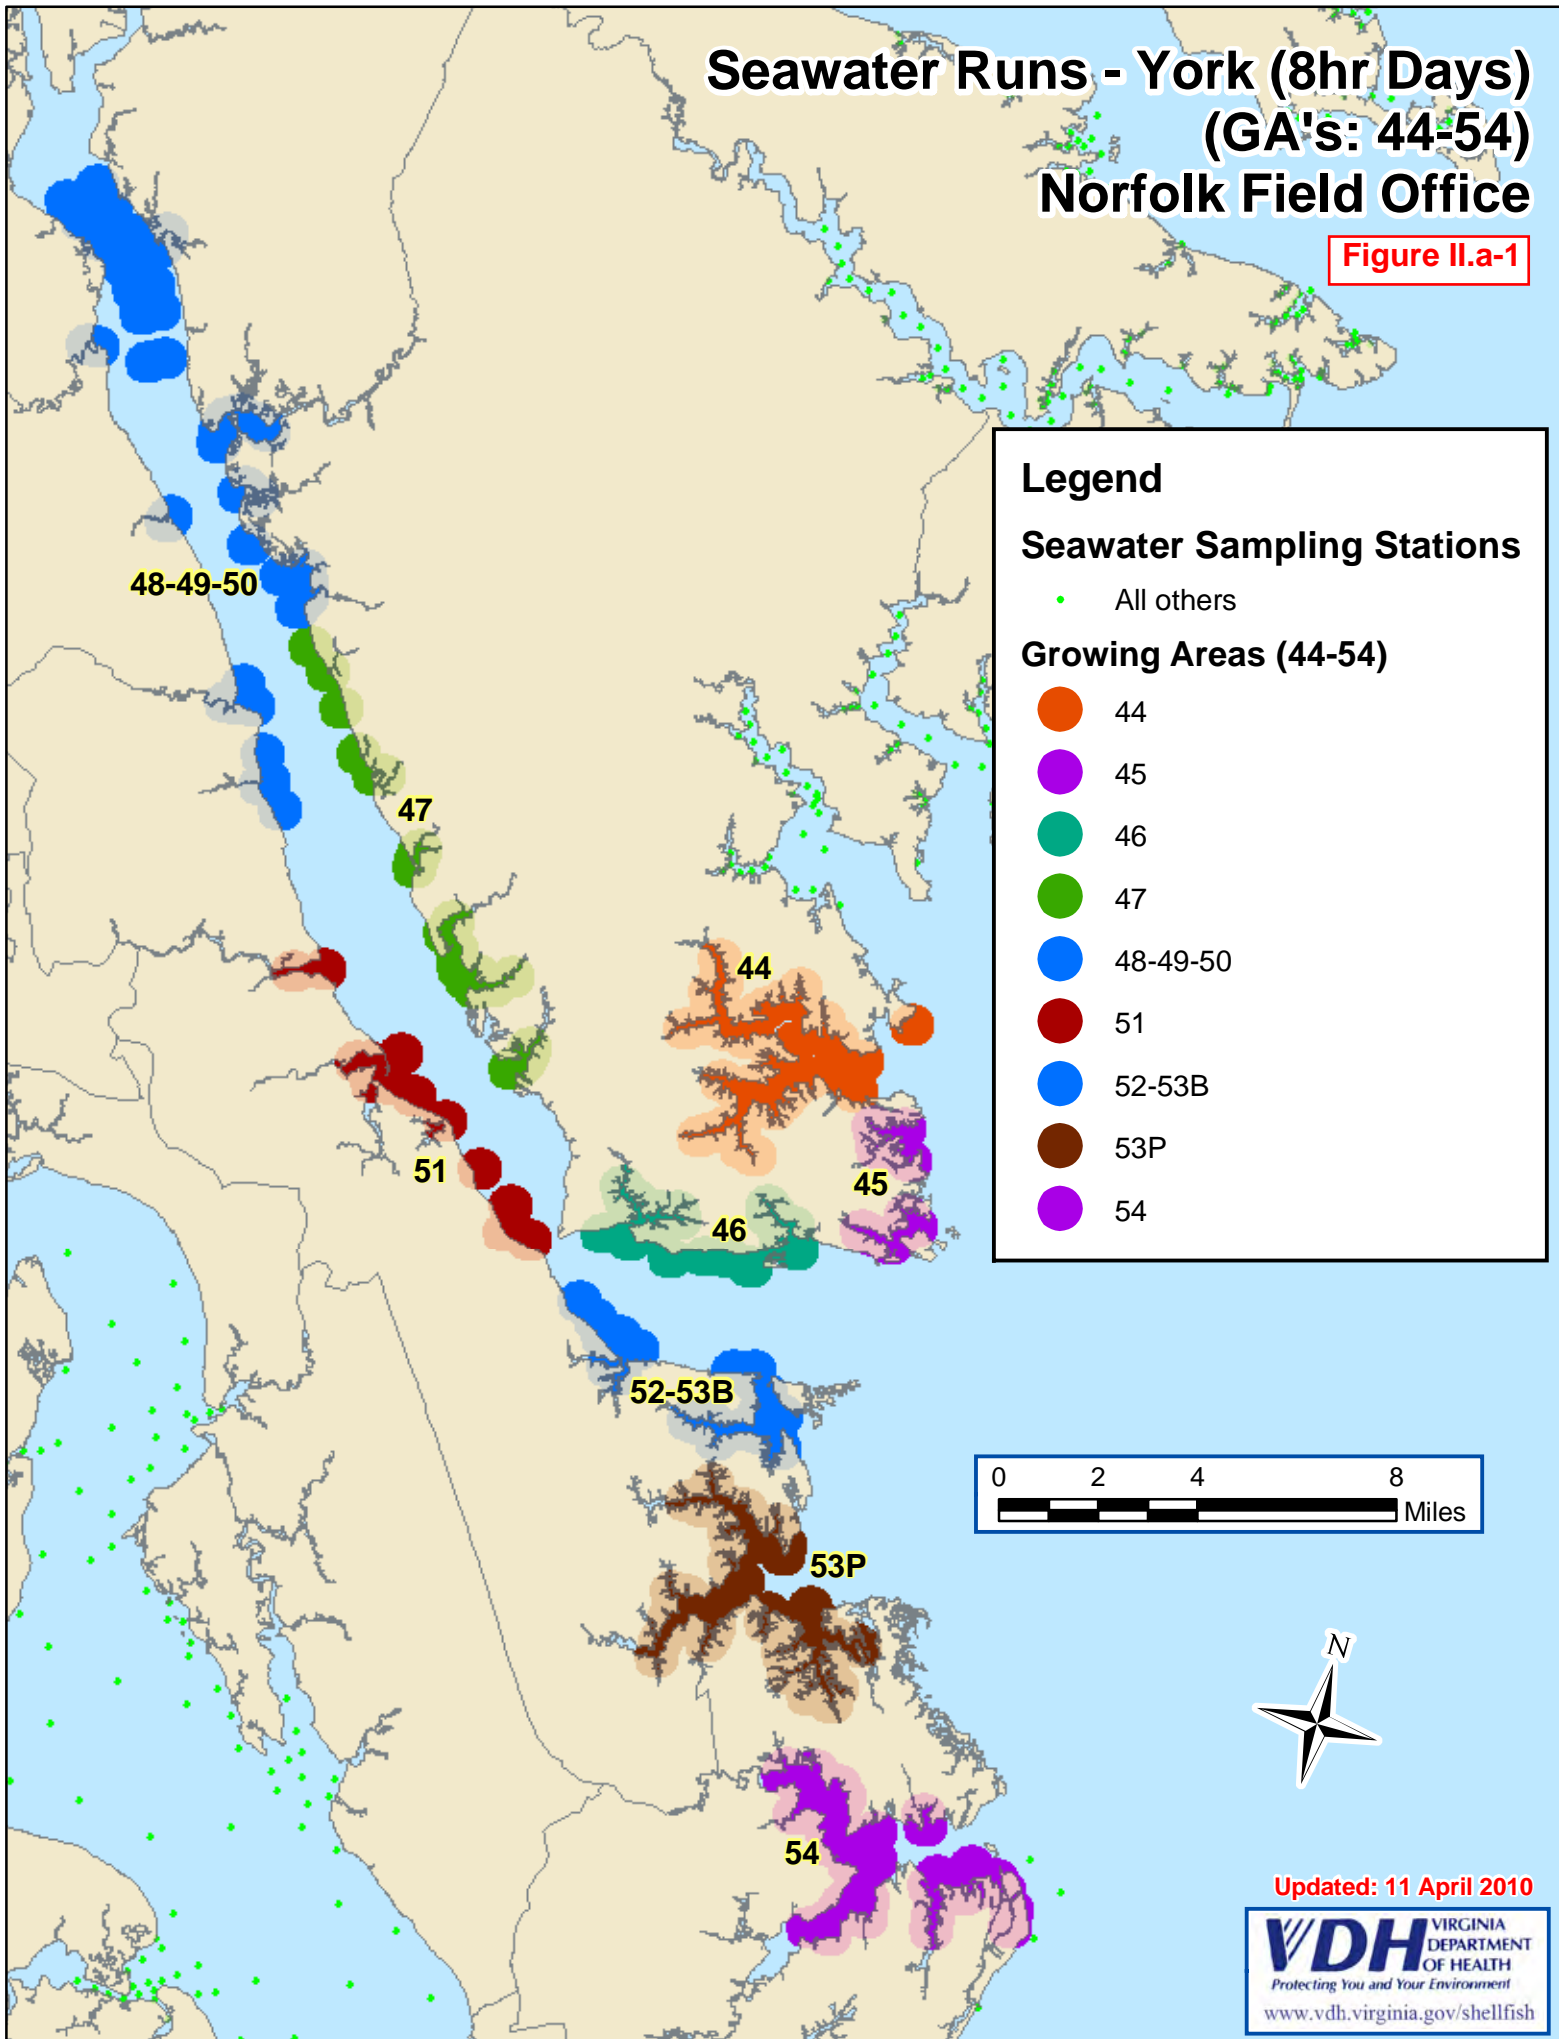 Seawater Runs - York (8hr Days)
(GA's: 44-54)
Norfolk Field Office
Figure II.a-1
Legend
Seawater Sampling Stations
All others
Growing Areas (44-54)
44
45
46
47
48-49-50
51
52-53B
53P
54
48-49-50
47
44
51
45
46
52-53B
53P
54
0 2 4 8
Miles
N
Updated: 11 April 2010
VDH VIRGINIA
DEPARTMENT
OF HEALTH
Protecting You and Your Environment
www.vdh.virginia.gov/shellfish